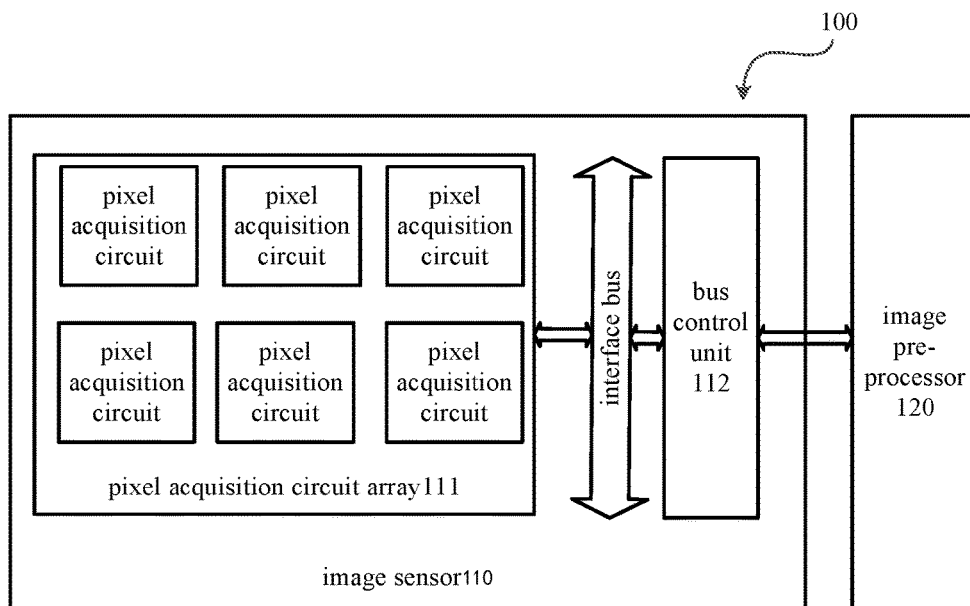 100
pixel
acquisition
circuit
pixel
acquisition
circuit
pixel
acquisition
circuit
pixel
acquisition
circuit
pixel
acquisition
circuit
pixel
acquisition
circuit
pixel acquisition circuit array111
interface bus
bus
control
unit
112
image
pre-
processor
120
image sensor110